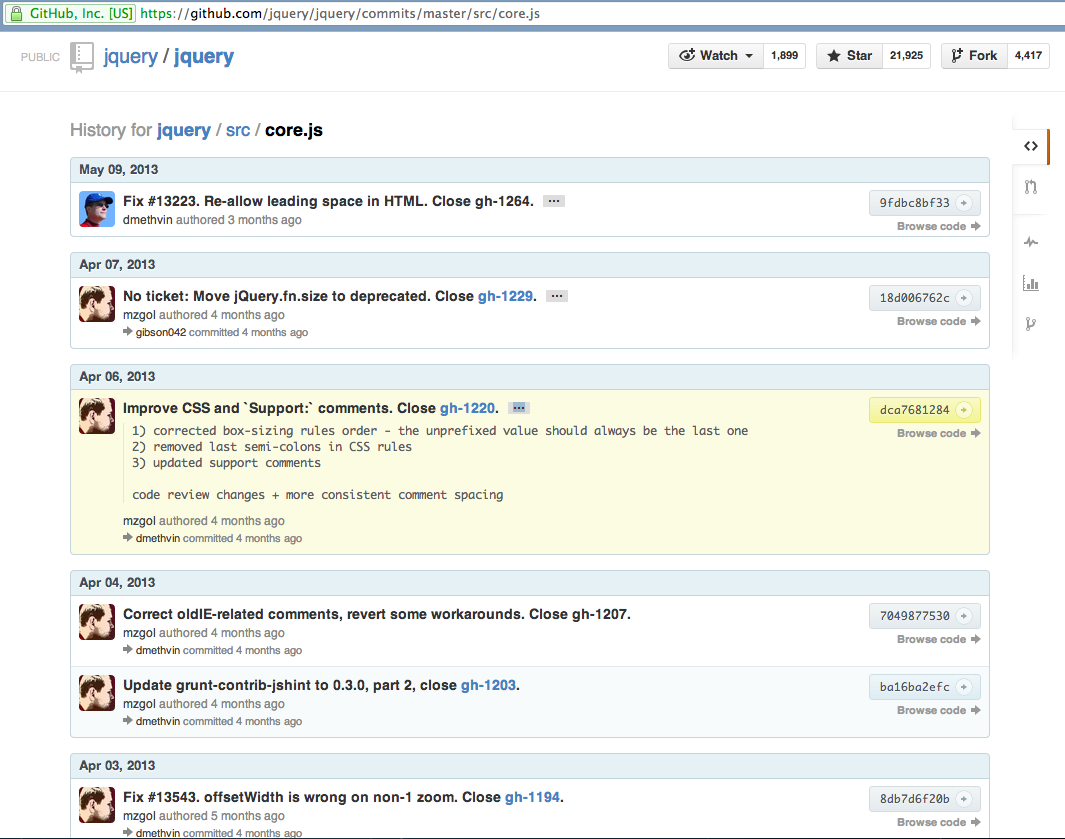 GitHub, Inc. [US] https://github.com/jquery/jquery/commits/master/src/core.js
PUBLIC jquery / jquery
Watch 1,899 Star 21,925 Fork 4,417
History for jquery / src / core.js
May 09, 2013
Fix #13223. Re-allow leading space in HTML. Close gh-1264. ...
9fdbc8bf33
dmethvin authored 3 months ago
Browse code
Apr 07, 2013
No ticket: Move jQuery.fn.size to deprecated. Close gh-1229. ...
18d006762c
mzgol authored 4 months ago
Browse code
gibson042 committed 4 months ago
Apr 06, 2013
Improve CSS and `Support:` comments. Close gh-1220. ...
dca7681284
Browse code
1) corrected box-sizing rules order - the unprefixed value should always be the last one
2) removed last semi-colons in CSS rules
3) updated support comments
code review changes + more consistent comment spacing
mzgol authored 4 months ago
dmethvin committed 4 months ago
Apr 04, 2013
Correct oldIE-related comments, revert some workarounds. Close gh-1207.
7049877530
mzgol authored 4 months ago
Browse code
dmethvin committed 4 months ago
Update grunt-contrib-jshint to 0.3.0, part 2, close gh-1203.
ba16ba2efc
mzgol authored 4 months ago
Browse code
dmethvin committed 4 months ago
Apr 03, 2013
Fix #13543. offsetWidth is wrong on non-1 zoom. Close gh-1194.
8db7d6f20b
mzgol authored 5 months ago
Browse code
dmethvin committed 4 months ago